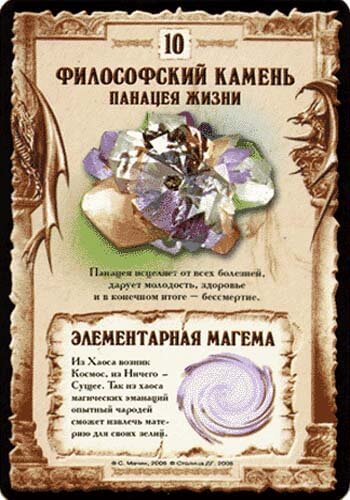 10
ФИЛОСОФСКИЙ КАМЕНЬ
ПАНАЦЕЯ ЖИЗНИ
Панацея исцеляет от всех болезней,
дарует молодость, здоровье
и в конечном итоге – бессмертие.
ЭЛЕМЕНТАРНАЯ МАГЕМА
Из Хаоса возник
Космос, из Ничего –
Сущее. Так из хаоса
магических эманаций
опытный чародей
сможет извлечь мате-
рию для своих зелий.
© С. Мачин, 2006 © Столица ДГ, 2006